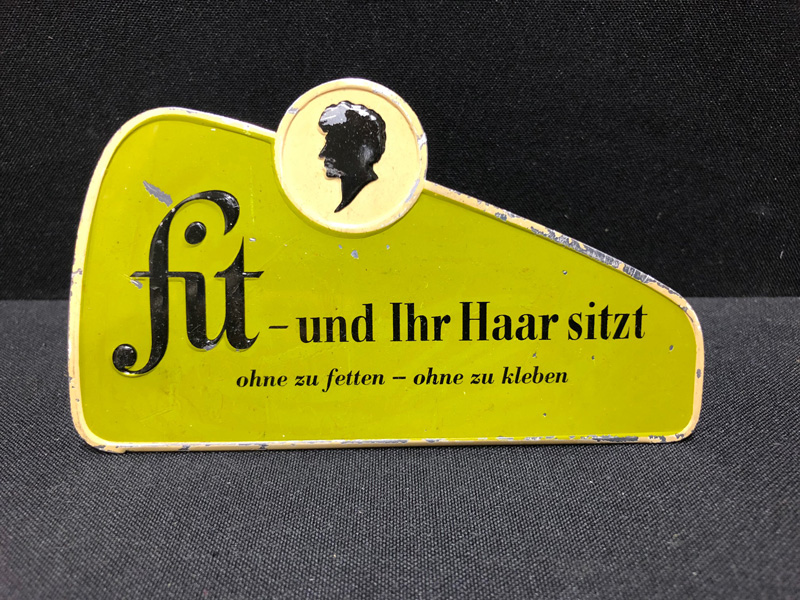 fit – und Ihr Haar sitzt
ohne zu fetten – ohne zu kleben